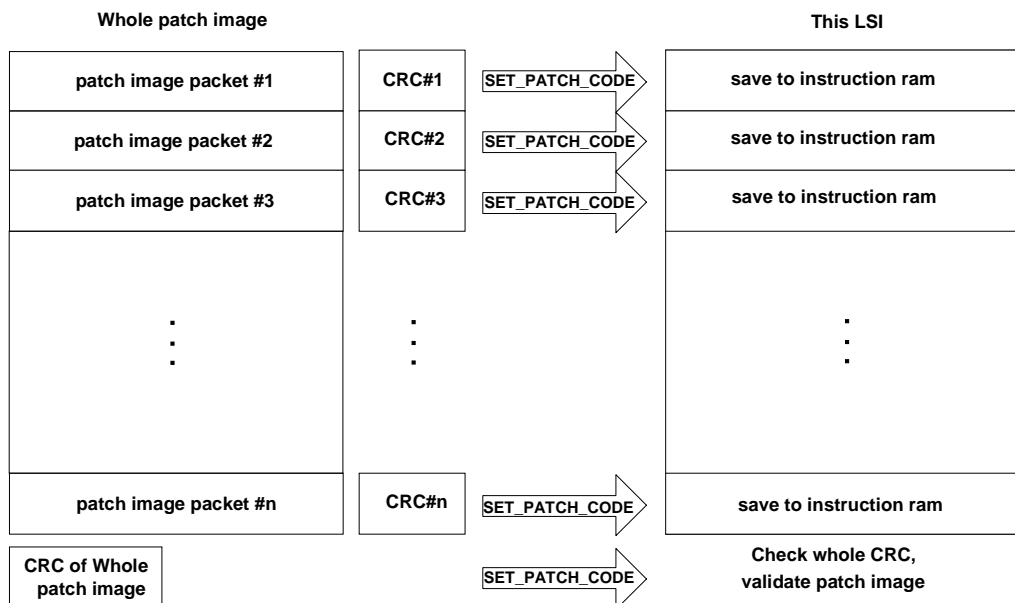 Whole patch image
This LSI
patch image packet #1
CRC#1
SET_PATCH_CODE
save to instruction ram
patch image packet #2
CRC#2
SET_PATCH_CODE
save to instruction ram
patch image packet #3
CRC#3
SET_PATCH_CODE
save to instruction ram
patch image packet #n
CRC#n
SET_PATCH_CODE
save to instruction ram
CRC of Whole
patch image
SET_PATCH_CODE
Check whole CRC,
validate patch image